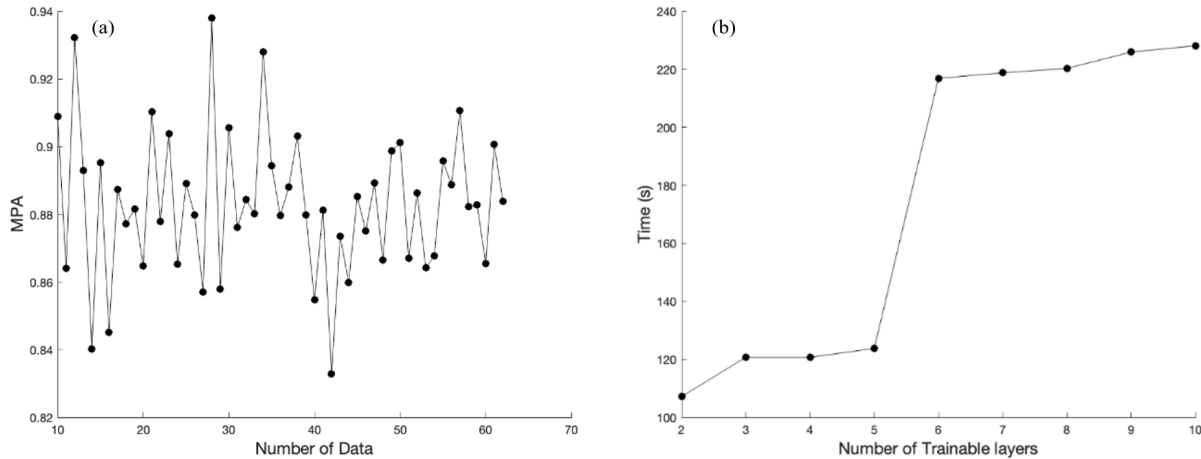 (a)
0.94
0.92
0.9
0.88
0.86
0.84
0.82
MPA
10 20 30 40 50 60 70
Number of Data
(b)
240
220
200
180
160
140
120
100
Time (s)
2 3 4 5 6 7 8 9 10
Number of Trainable layers